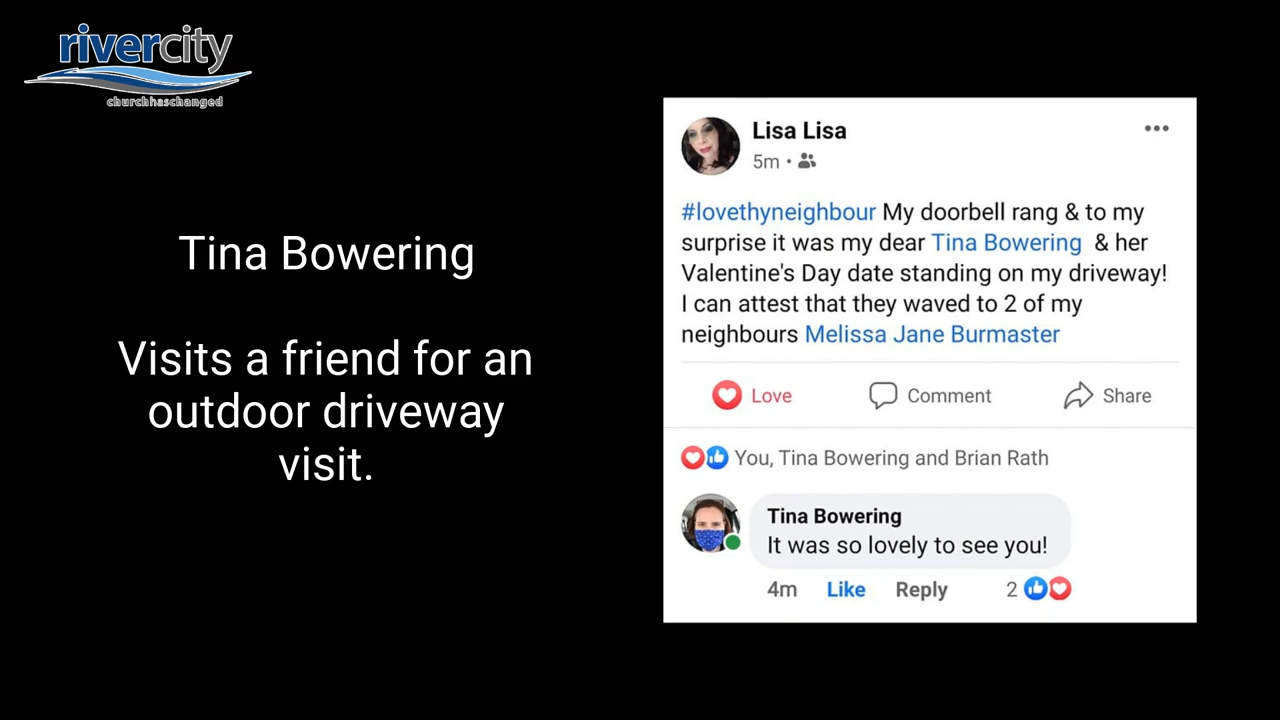 rivercity
churchhaschanged
Tina Bowering
Visits a friend for an
outdoor driveway
visit.
Lisa Lisa
5m •
#lovethyneighbour My doorbell rang & to my
surprise it was my dear Tina Bowering & her
Valentine's Day date standing on my driveway!
I can attest that they waved to 2 of my
neighbours Melissa Jane Burmaster
Love Comment Share
You, Tina Bowering and Brian Rath
Tina Bowering
It was so lovely to see you!
4m Like Reply 2